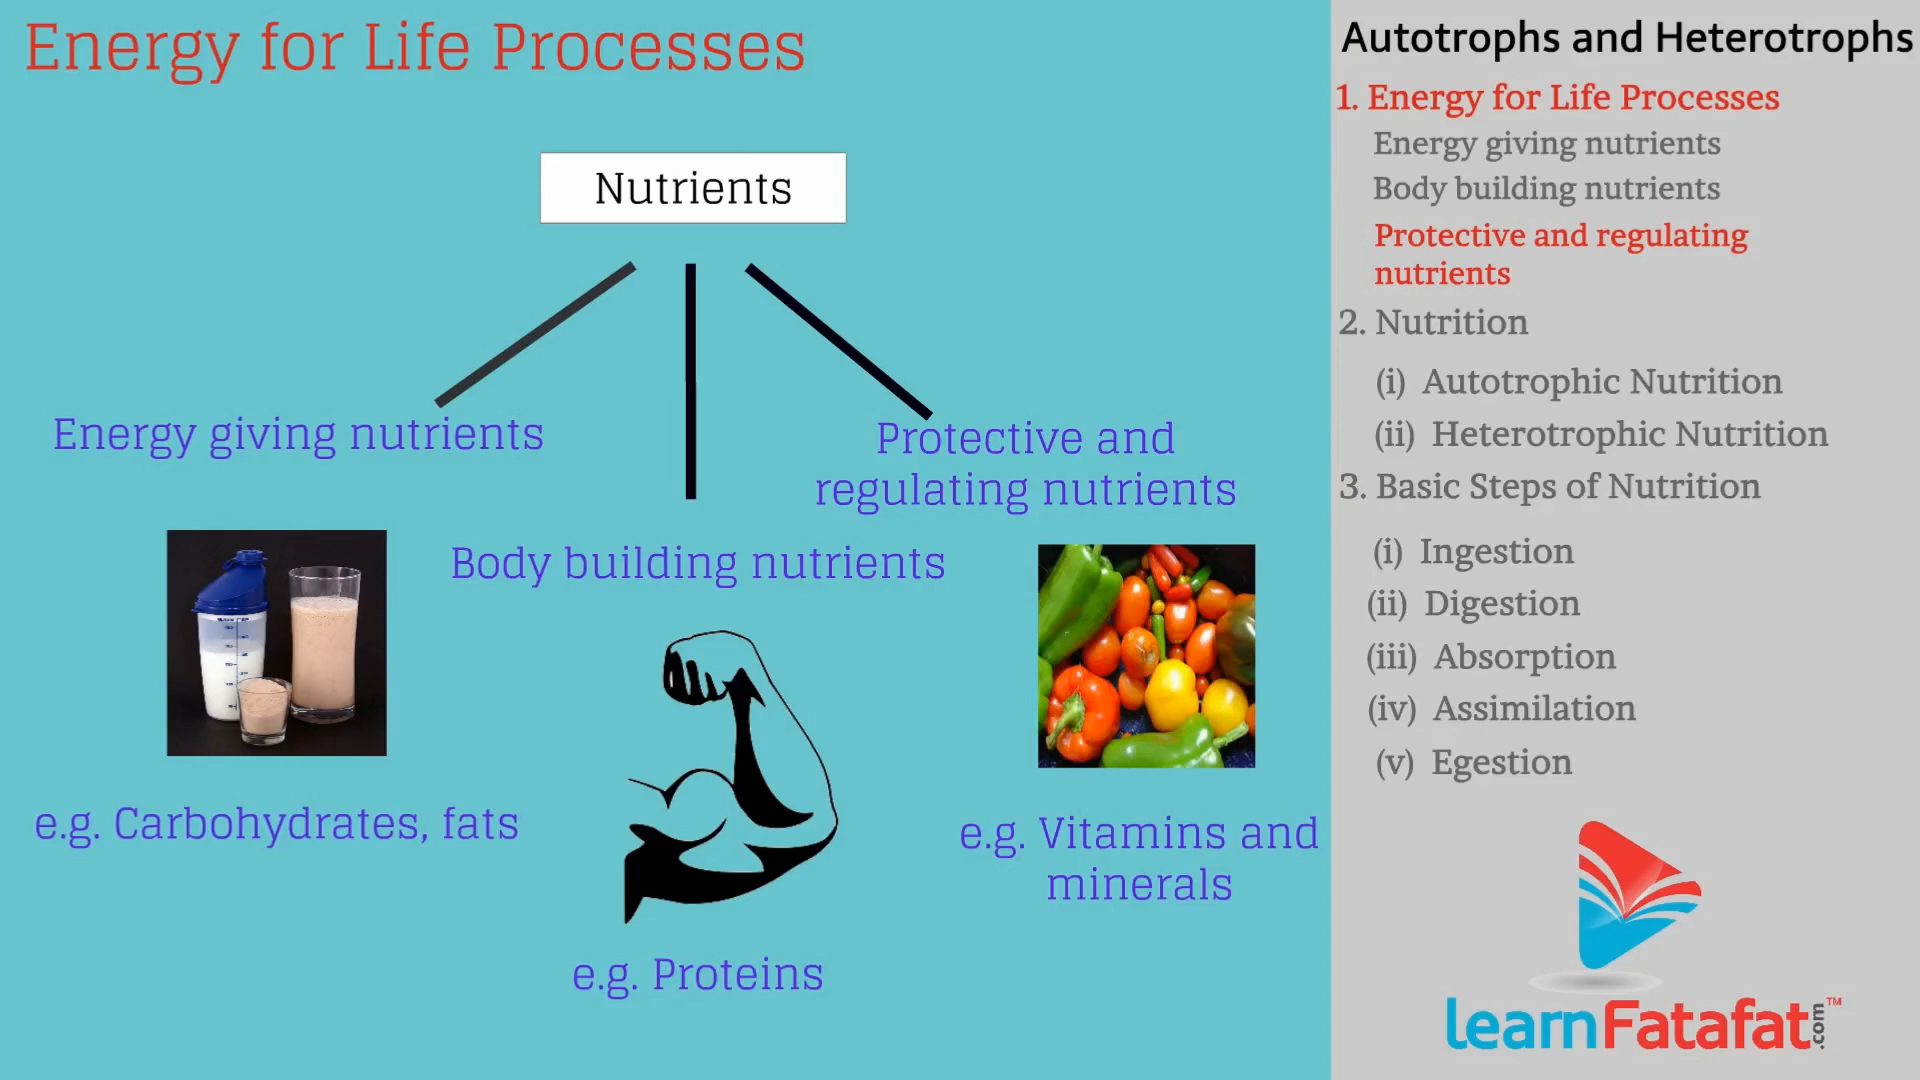 Energy for Life Processes
Nutrients
Energy giving nutrients
Body building nutrients
Protective and
regulating nutrients
e.g. Carbohydrates, fats
e.g. Proteins
e.g. Vitamins and
minerals
Autotrophs and Heterotrophs
1. Energy for Life Processes
Energy giving nutrients
Body building nutrients
Protective and regulating
nutrients
2. Nutrition
(i) Autotrophic Nutrition
(ii) Heterotrophic Nutrition
3. Basic Steps of Nutrition
(i) Ingestion
(ii) Digestion
(iii) Absorption
(iv) Assimilation
(v) Egestion
learnFatafat.com™